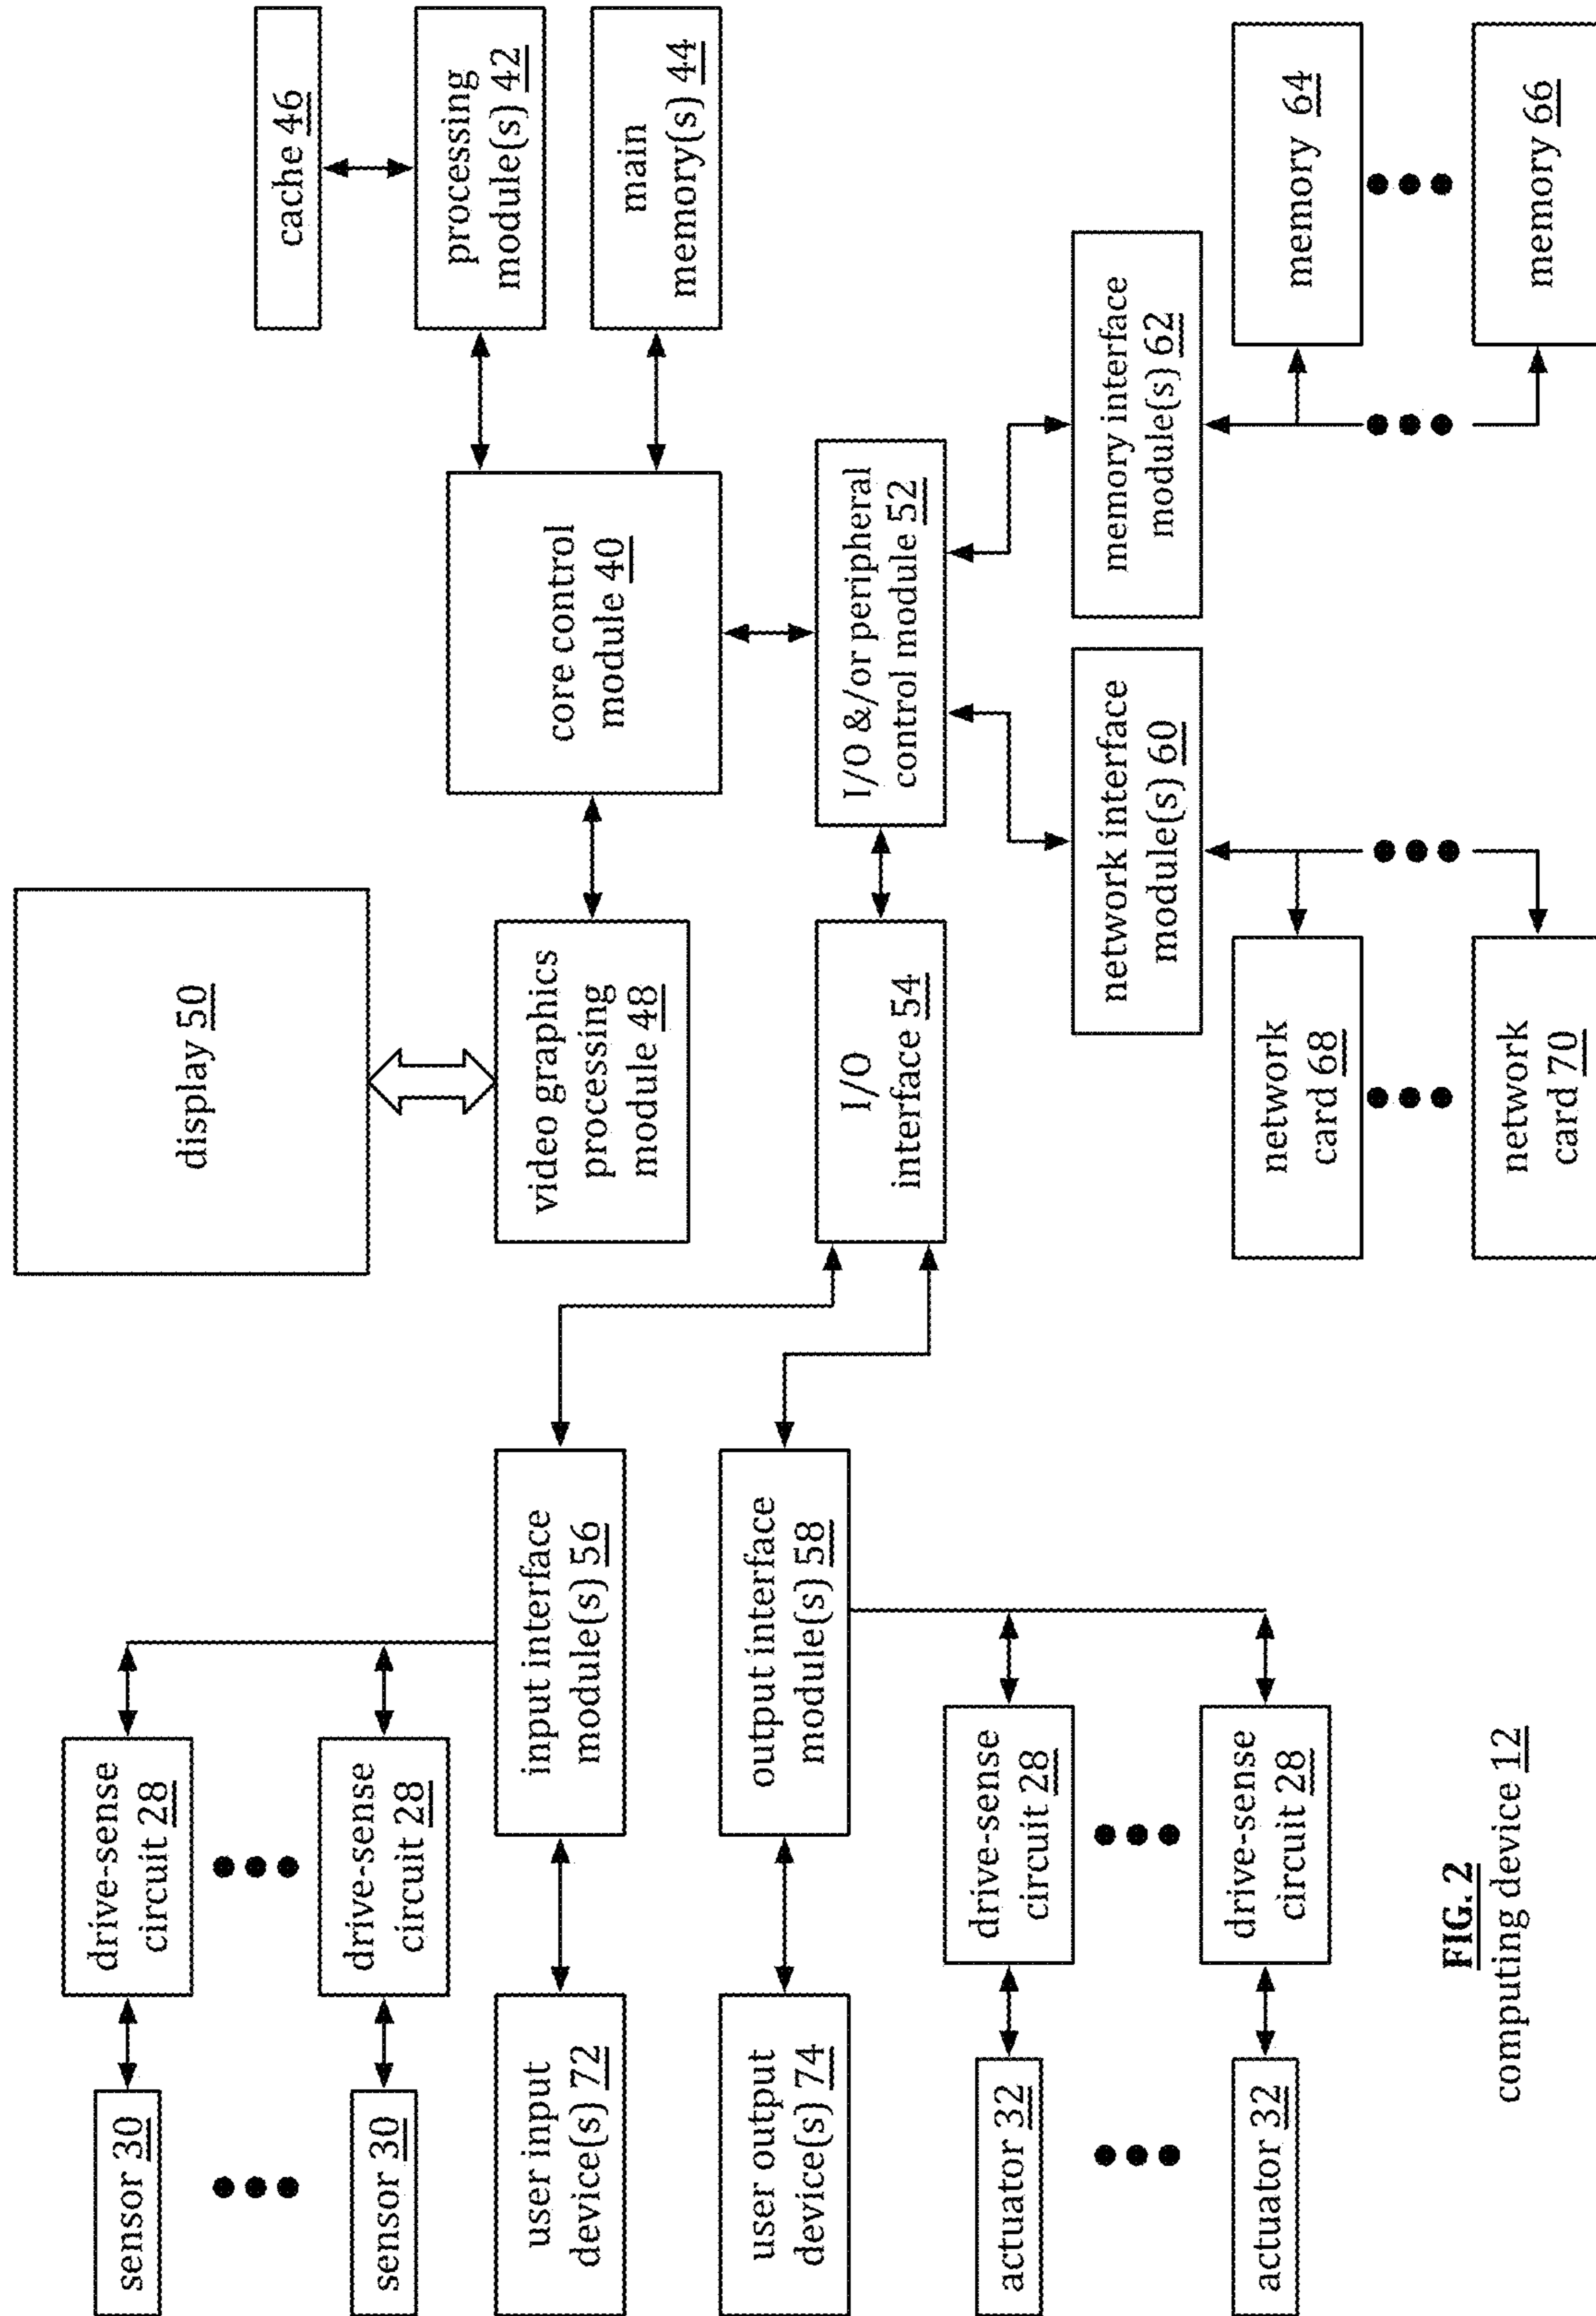 display 50
cache 46
processing
module(s) 42
main
memory(s) 44
core control
module 40
video graphics
processing
module 48
I/O &/or peripheral
control module 52
I/O
interface 54
sensor 30
drive-sense
circuit 28
sensor 30
drive-sense
circuit 28
user input
device(s) 72
input interface
module(s) 56
user output
device(s) 74
output interface
module(s) 58
actuator 32
drive-sense
circuit 28
actuator 32
drive-sense
circuit 28
network interface
module(s) 60
memory interface
module(s) 62
network
card 68
network
card 70
memory 64
memory 66
FIG. 2
computing device 12